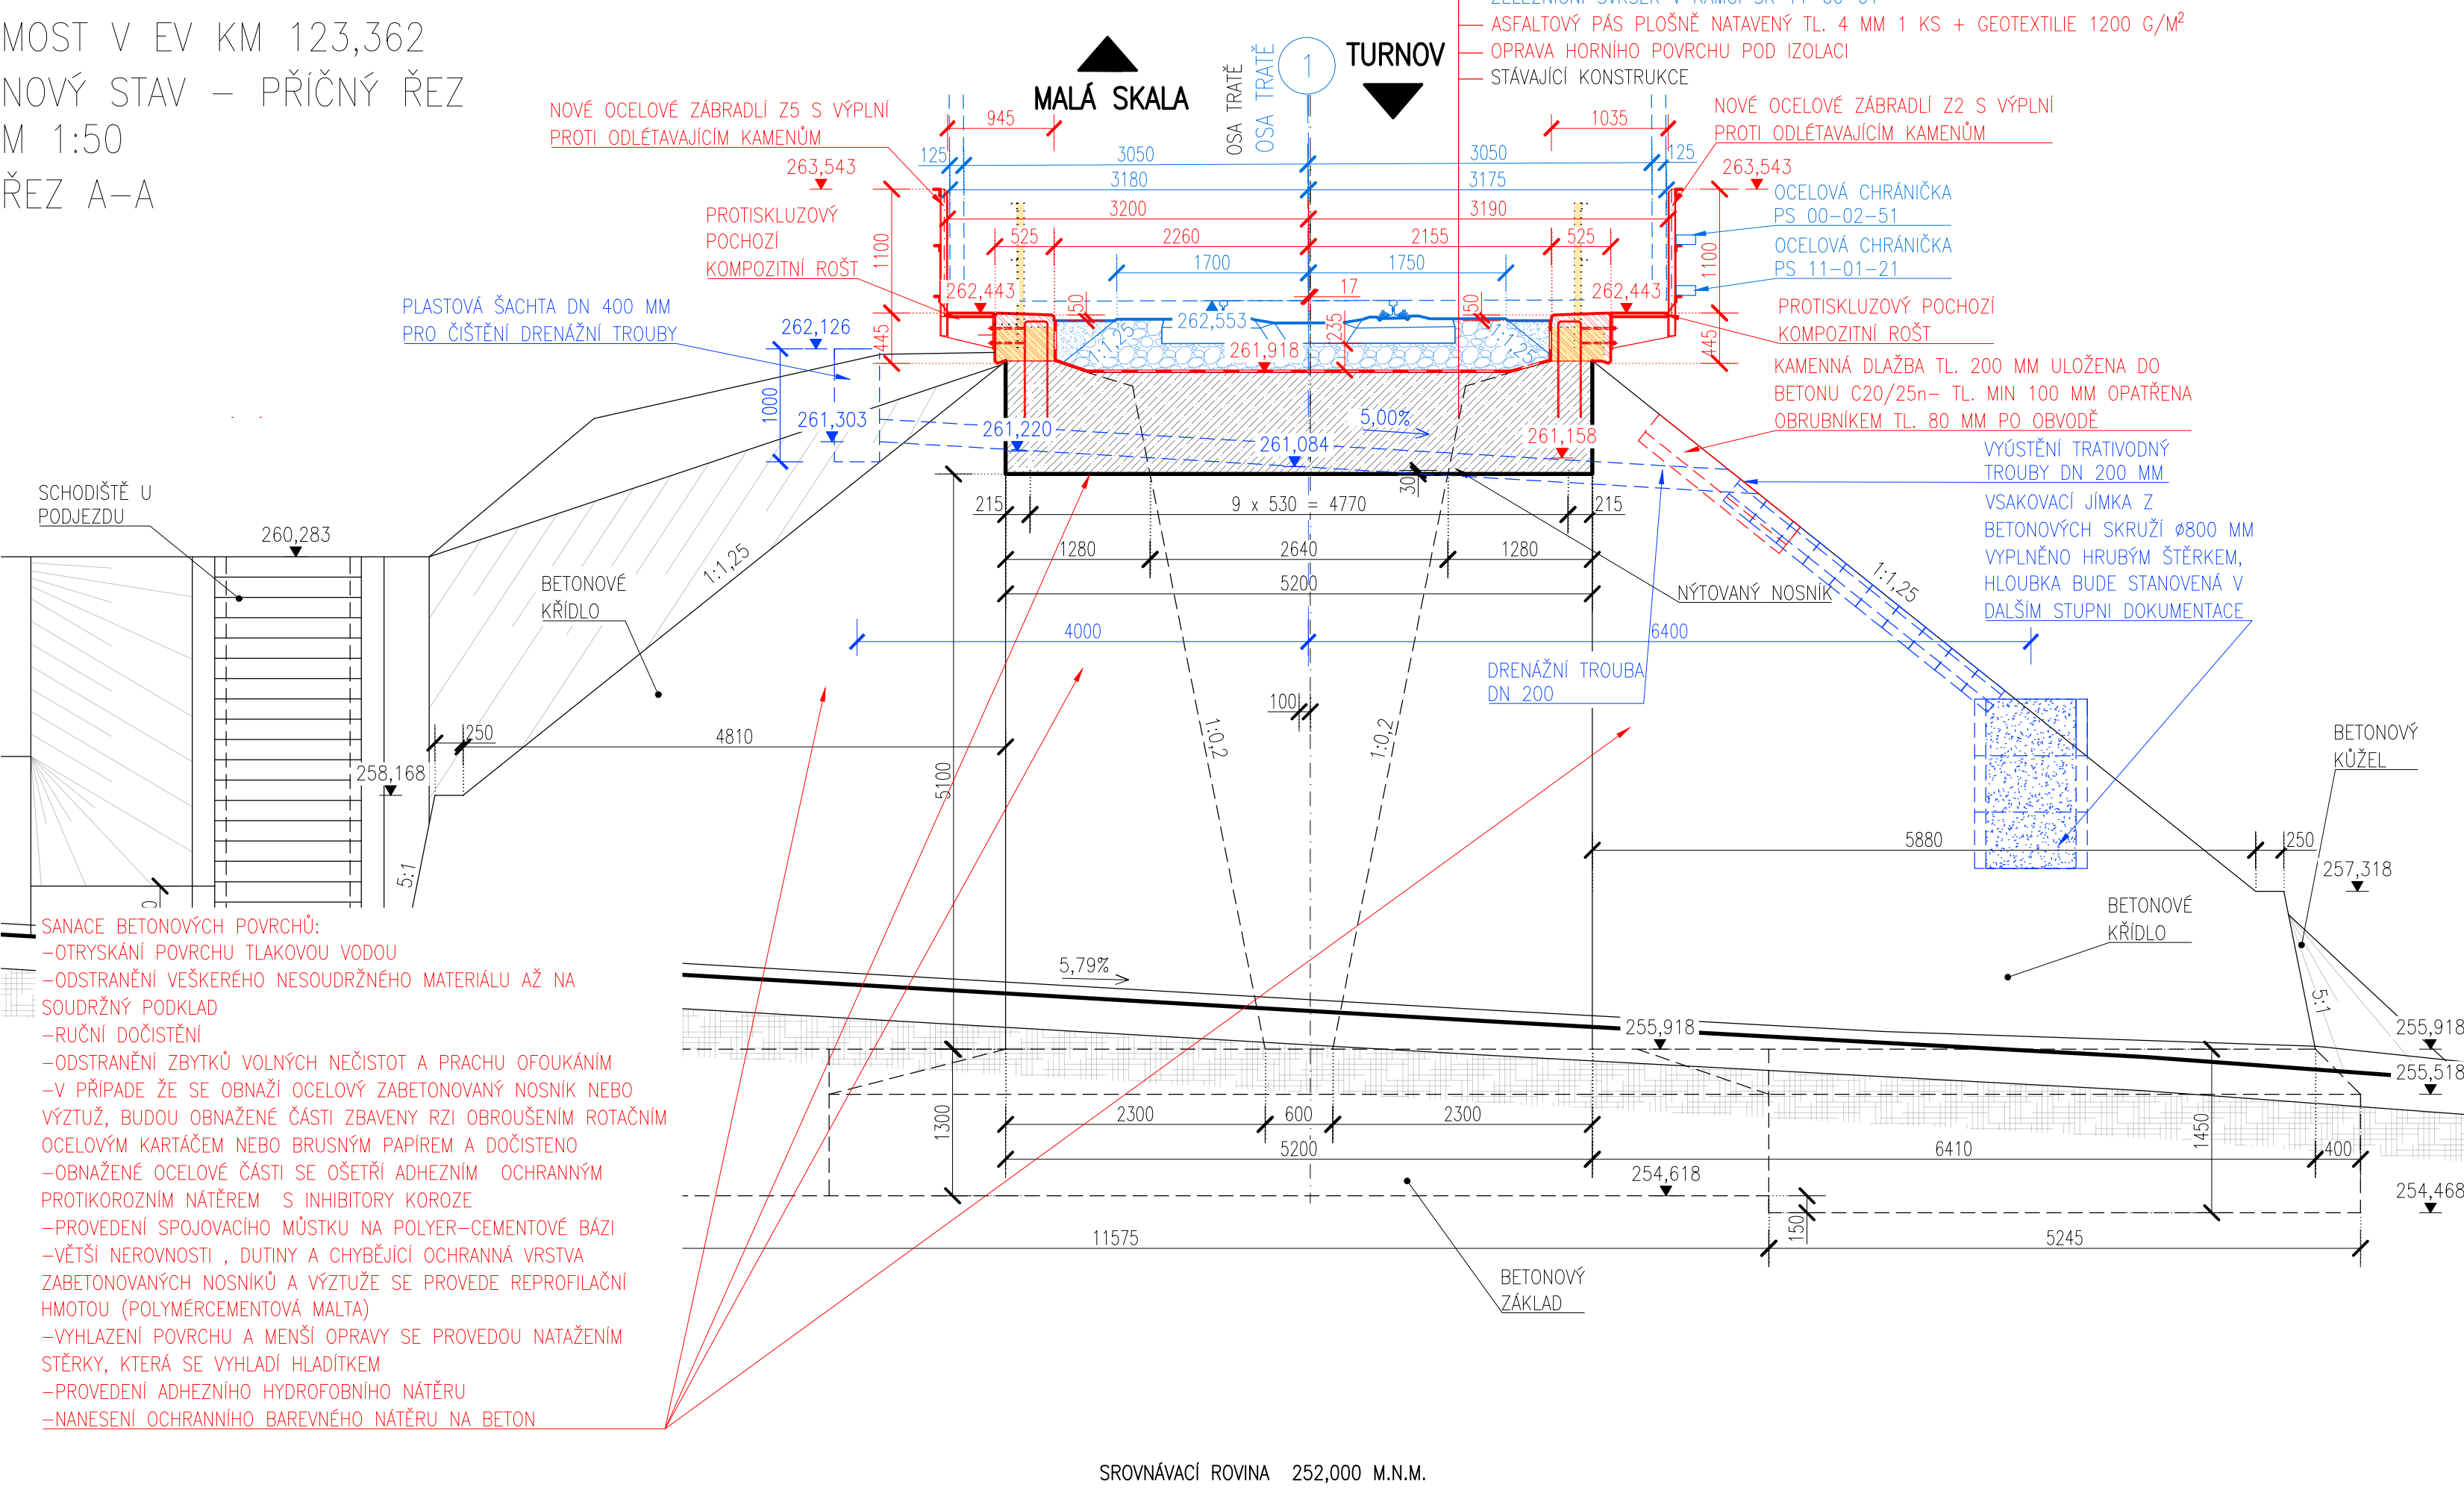 MOST V EV KM 123,362
NOVÝ STAV – PŘÍČNÝ ŘEZ
M 1:50
ŘEZ A–A
MALÁ SKALA
OSA TRATĚ
OSA TRATĚ
1
TURNOV
ASFALTOVÝ PÁS PLOŠNĚ NATAVENÝ TL. 4 MM 1 KS + GEOTEXTILIE 1200 G/M²
OPRAVA HORNÍHO POVRCHU POD IZOLACI
STÁVAJÍCÍ KONSTRUKCE
NOVÉ OCELOVÉ ZÁBRADLÍ Z5 S VÝPLNÍ
PROTI ODLÉTAVAJÍCÍM KAMENŮM
NOVÉ OCELOVÉ ZÁBRADLÍ Z2 S VÝPLNÍ
PROTI ODLÉTAVAJÍCÍM KAMENŮM
945
1035
125
3050
3050
125
263,543
263,543
3180
3175
3200
3190
525
2260
2155
525
1700
1750
17
1100
1100
OCELOVÁ CHRÁNIČKA
PS 00–02–51
OCELOVÁ CHRÁNIČKA
PS 11–01–21
PROTISKLUZOVÝ
POCHOZÍ
KOMPOZITNÍ ROŠT
PROTISKLUZOVÝ POCHOZÍ
KOMPOZITNÍ ROŠT
262,443
262,443
50
50
262,553
235
1:1,25
1:1,25
261,918
445
445
PLASTOVÁ ŠACHTA DN 400 MM
PRO ČIŠTĚNÍ DRENÁŽNÍ TROUBY
262,126
1000
261,303
261,220
261,084
5,00%
261,158
KAMENNÁ DLAŽBA TL. 200 MM ULOŽENA DO
BETONU C20/25n– TL. MIN 100 MM OPATŘENA
OBRUBNÍKEM TL. 80 MM PO OBVODĚ
VYÚSTĚNÍ TRATIVODNÝ
TROUBY DN 200 MM
VSAKOVACÍ JÍMKA Z
BETONOVÝCH SKRUŽÍ ø800 MM
VYPLNĚNO HRUBÝM ŠTĚRKEM,
HLOUBKA BUDE STANOVENÁ V
DALŠÍM STUPNI DOKUMENTACE
SCHODIŠTĚ U
PODJEZDU
260,283
1:1,25
BETONOVÉ
KŘÍDLO
30
215
9 x 530 = 4770
215
1280
2640
1280
5200
NÝTOVANÝ NOSNÍK
1:1,25
4000
6400
DRENÁŽNÍ TROUBA
DN 200
100
1:0,2
1:0,2
250
4810
258,168
5100
5:1
BETONOVÝ
KŮŽEL
5880
250
257,318
BETONOVÉ
KŘÍDLO
5:1
5,79%
255,918
255,918
255,518
1300
2300
600
2300
5200
6410
400
1450
254,618
254,468
150
11575
5245
BETONOVÝ
ZÁKLAD
SANACE BETONOVÝCH POVRCHŮ:
–OTRYSKÁNÍ POVRCHU TLAKOVOU VODOU
–ODSTRANĚNÍ VEŠKERÉHO NESOUDRŽNÉHO MATERIÁLU AŽ NA
SOUDRŽNÝ PODKLAD
–RUČNÍ DOČISTĚNÍ
–ODSTRANĚNÍ ZBYTKŮ VOLNÝCH NEČISTOT A PRACHU OFOUKÁNÍM
–V PŘÍPADE ŽE SE OBNAŽÍ OCELOVÝ ZABETONOVANÝ NOSNÍK NEBO
VÝZTUŽ, BUDOU OBNAŽENÉ ČÁSTI ZBAVENY RZI OBROUŠENÍM ROTAČNÍM
OCELOVÝM KARTÁČEM NEBO BRUSNÝM PAPÍREM A DOČISTENO
–OBNAŽENÉ OCELOVÉ ČÁSTI SE OŠETŘÍ ADHEZNÍM OCHRANNÝM
PROTIKOROZNÍM NÁTĚREM S INHIBITORY KOROZE
–PROVEDENÍ SPOJOVACÍHO MŮSTKU NA POLYER–CEMENTOVÉ BÁZI
–VĚTŠÍ NEROVNOSTI , DUTINY A CHYBĚJÍCÍ OCHRANNÁ VRSTVA
ZABETONOVANÝCH NOSNÍKŮ A VÝZTUŽE SE PROVEDE REPROFILAČNÍ
HMOTOU (POLYMÉRCEMENTOVÁ MALTA)
–VYHLAZENÍ POVRCHU A MENŠÍ OPRAVY SE PROVEDOU NATAŽENÍM
STĚRKY, KTERÁ SE VYHLADÍ HLADÍTKEM
–PROVEDENÍ ADHEZNÍHO HYDROFOBNÍHO NÁTĚRU
–NANESENÍ OCHRANNÍHO BAREVNÉHO NÁTĚRU NA BETON
SROVNÁVACÍ ROVINA 252,000 M.N.M.